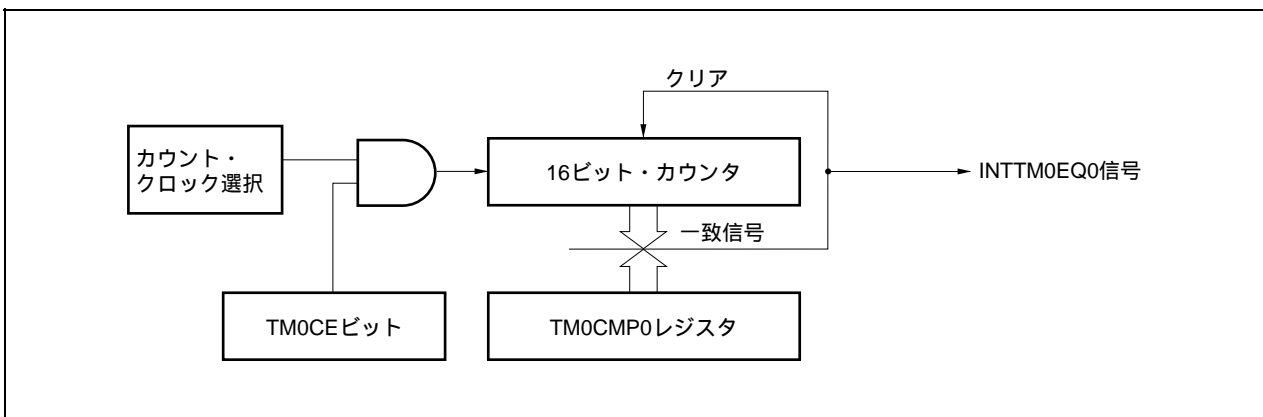 クリア
カウント・
クロック選択
16ビット・カウンタ
INTTM0EQ0信号
一致信号
TM0CEビット
TM0CMP0レジスタ